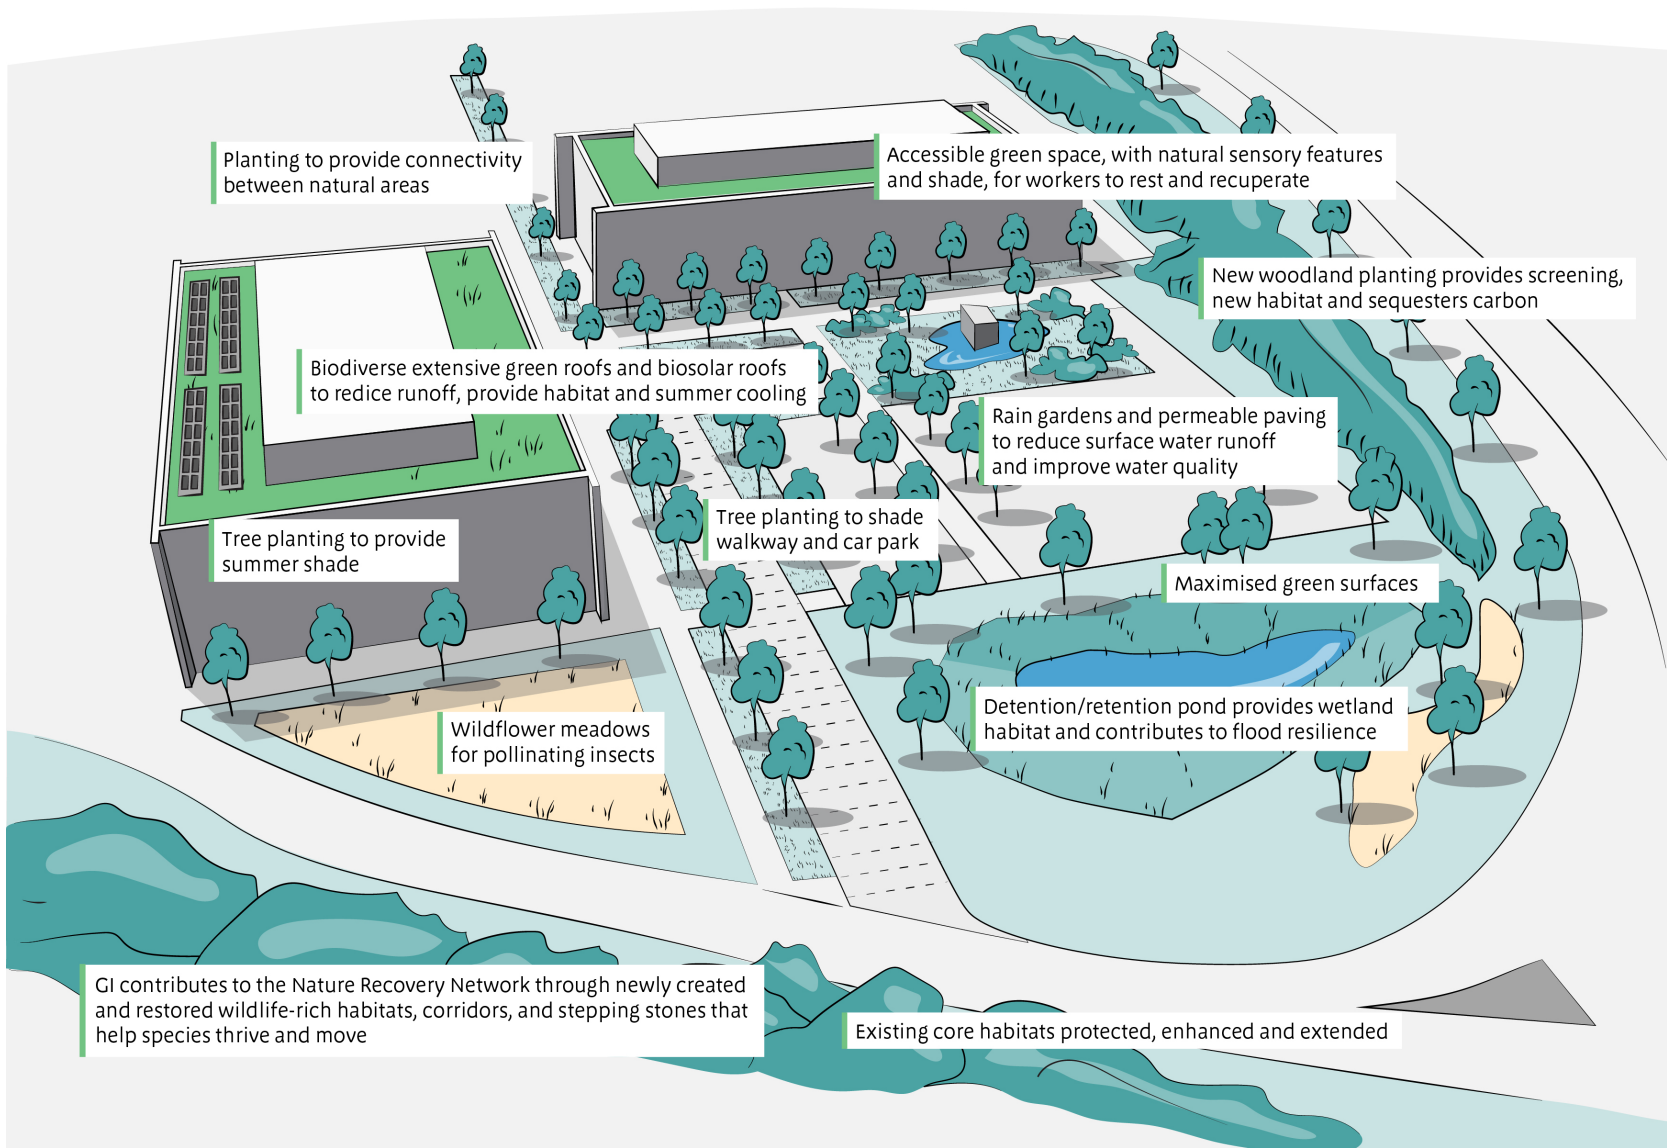 Planting to provide connectivity
between natural areas
Accessible green space, with natural sensory features
and shade, for workers to rest and recuperate
New woodland planting provides screening,
new habitat and sequesters carbon
Biodiverse extensive green roofs and biosolar roofs
to redice runoff, provide habitat and summer cooling
Rain gardens and permeable paving
to reduce surface water runoff
and improve water quality
Tree planting to provide
summer shade
Tree planting to shade
walkway and car park
Maximised green surfaces
Wildflower meadows
for pollinating insects
Detention/retention pond provides wetland
habitat and contributes to flood resilience
GI contributes to the Nature Recovery Network through newly created
and restored wildlife-rich habitats, corridors, and stepping stones that
help species thrive and move
Existing core habitats protected, enhanced and extended